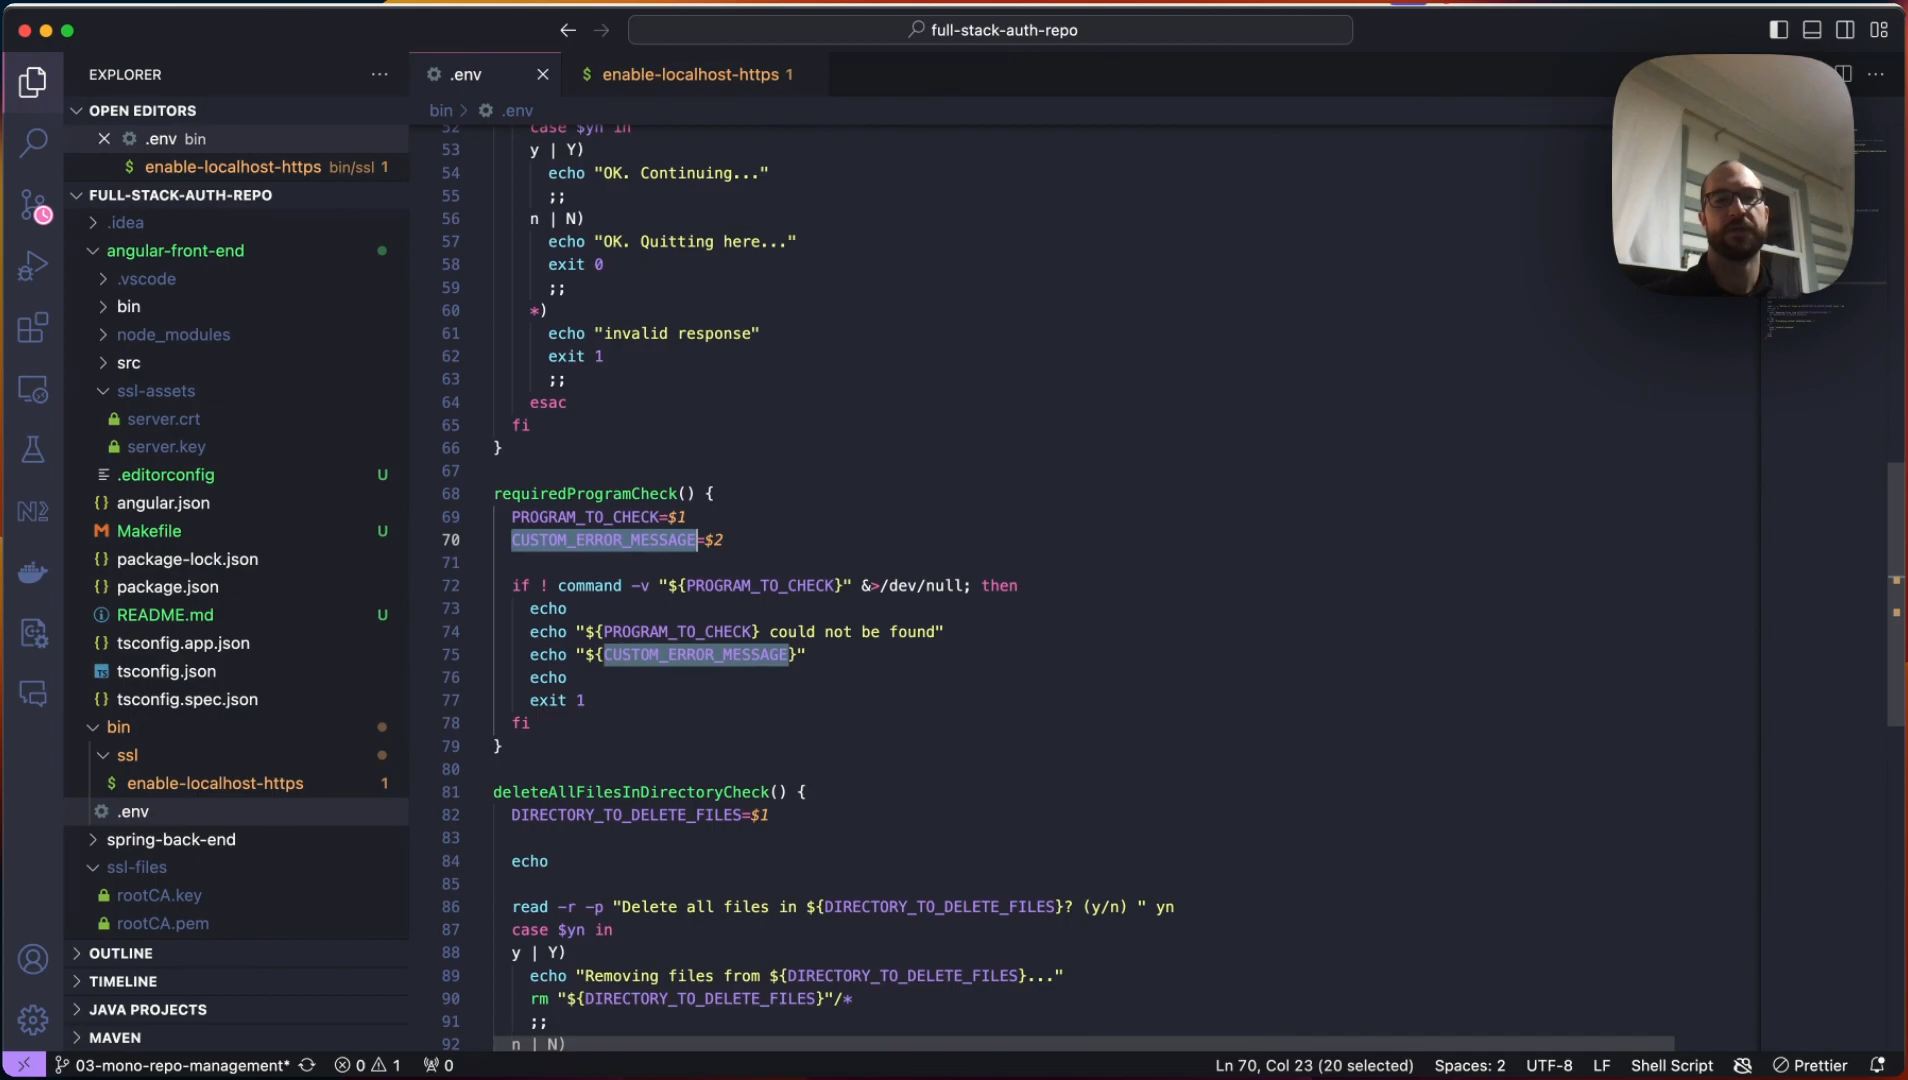 full-stack-auth-repo
EXPLORER
OPEN EDITORS
.env bin
$ enable-localhost-https bin/ssl 1
FULL-STACK-AUTH-REPO
.idea
angular-front-end
.vscode
bin
node_modules
src
ssl-assets
server.crt
server.key
.editorconfig U
{} angular.json
M Makefile U
{} package-lock.json
{} package.json
README.md U
{} tsconfig.app.json
TS tsconfig.json
{} tsconfig.spec.json
bin
ssl
$ enable-localhost-https 1
.env
spring-back-end
ssl-files
rootCA.key
rootCA.pem
OUTLINE
TIMELINE
JAVA PROJECTS
MAVEN
.env
$ enable-localhost-https 1
bin > .env
52 case $yn in
53 y | Y)
54 echo "OK. Continuing..."
55 ;;
56 n | N)
57 echo "OK. Quitting here..."
58 exit 0
59 ;;
60 *)
61 echo "invalid response"
62 exit 1
63 ;;
64 esac
65 fi
66 }
67
68 requiredProgramCheck() {
69 PROGRAM_TO_CHECK=$1
70 CUSTOM_ERROR_MESSAGE=$2
71
72 if ! command -v "${PROGRAM_TO_CHECK}" &>/dev/null; then
73 echo
74 echo "${PROGRAM_TO_CHECK} could not be found"
75 echo "${CUSTOM_ERROR_MESSAGE}"
76 echo
77 exit 1
78 fi
79 }
80
81 deleteAllFilesInDirectoryCheck() {
82 DIRECTORY_TO_DELETE_FILES=$1
83
84 echo
85
86 read -r -p "Delete all files in ${DIRECTORY_TO_DELETE_FILES}? (y/n) " yn
87 case $yn in
88 y | Y)
89 echo "Removing files from ${DIRECTORY_TO_DELETE_FILES}..."
90 rm "${DIRECTORY_TO_DELETE_FILES}"/*
91 ;;
92 n | N)
03-mono-repo-management* 0 1 0
Ln 70, Col 23 (20 selected) Spaces: 2 UTF-8 LF Shell Script Prettier